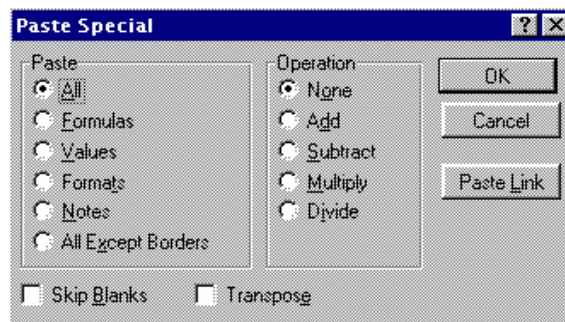 Paste Special
Paste
All
Formulas
Values
Formats
Notes
All Except Borders
Operation
None
Add
Subtract
Multiply
Divide
OK
Cancel
Paste Link
Skip Blanks
Transpose